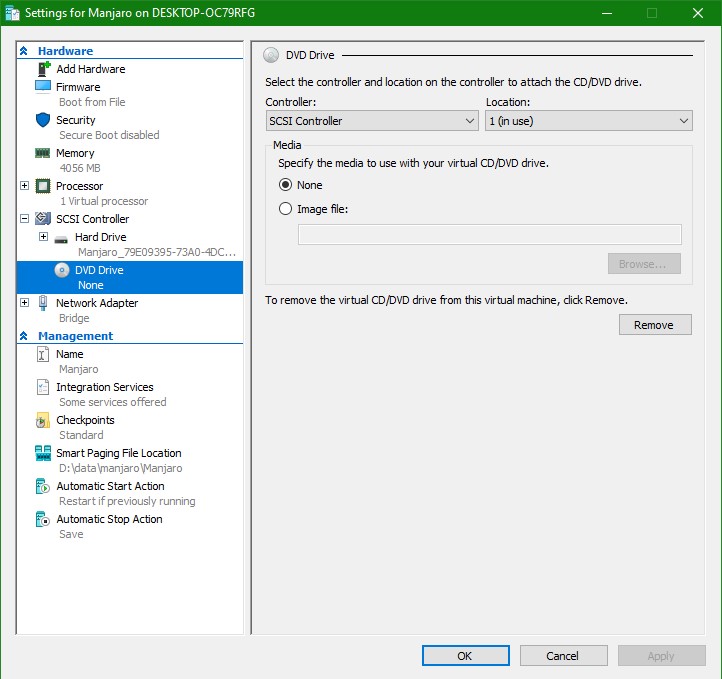 Settings for Manjaro on DESKTOP-OC79RFG
Hardware
Add Hardware
Firmware
Boot from File
Security
Secure Boot disabled
Memory
4056 MB
Processor
1 Virtual processor
SCSI Controller
Hard Drive
Manjaro_79E09395-73A0-4DC...
DVD Drive
None
Network Adapter
Bridge
Management
Name
Manjaro
Integration Services
Some services offered
Checkpoints
Standard
Smart Paging File Location
D:\data\manjaro\Manjaro
Automatic Start Action
Restart if previously running
Automatic Stop Action
Save
DVD Drive
Select the controller and location on the controller to attach the CD/DVD drive.
Controller: Location:
SCSI Controller 1 (in use)
Media
Specify the media to use with your virtual CD/DVD drive.
None
Image file:
Browse...
To remove the virtual CD/DVD drive from this virtual machine, click Remove.
Remove
OK Cancel Apply